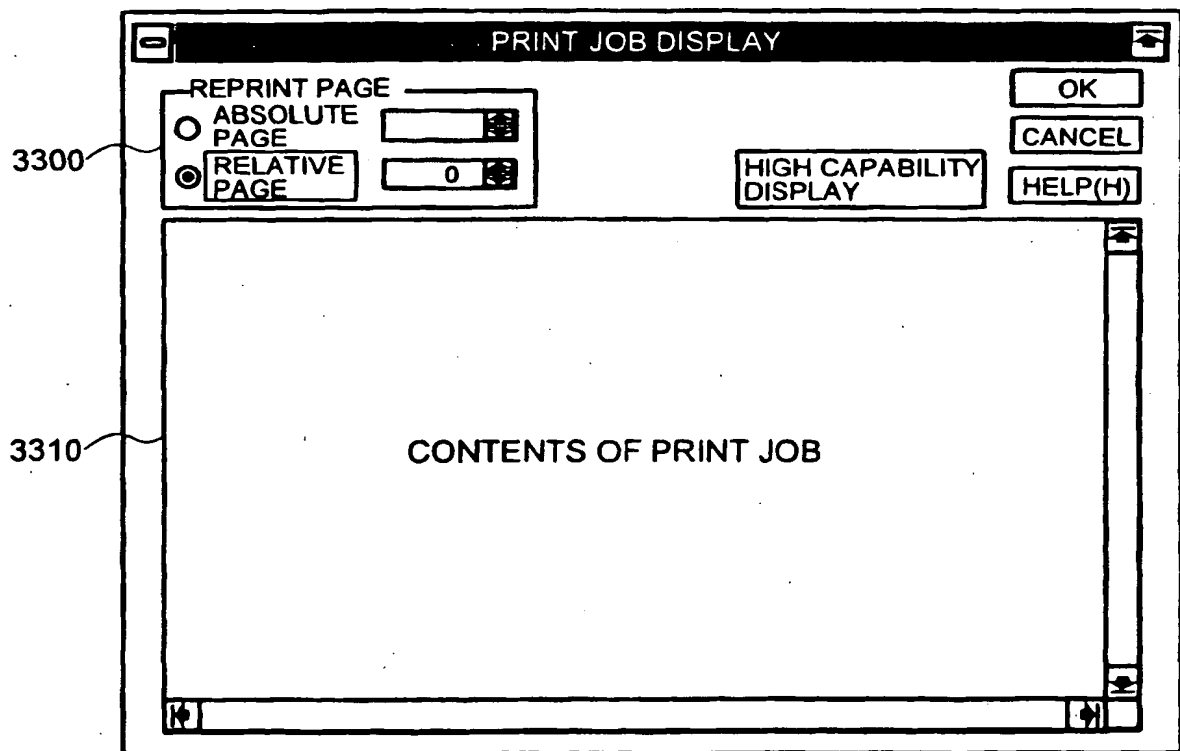 PRINT JOB DISPLAY
REPRINT PAGE
ABSOLUTE
PAGE
RELATIVE
PAGE
0
HIGH CAPABILITY
DISPLAY
OK
CANCEL
HELP(H)
3300
3310
CONTENTS OF PRINT JOB